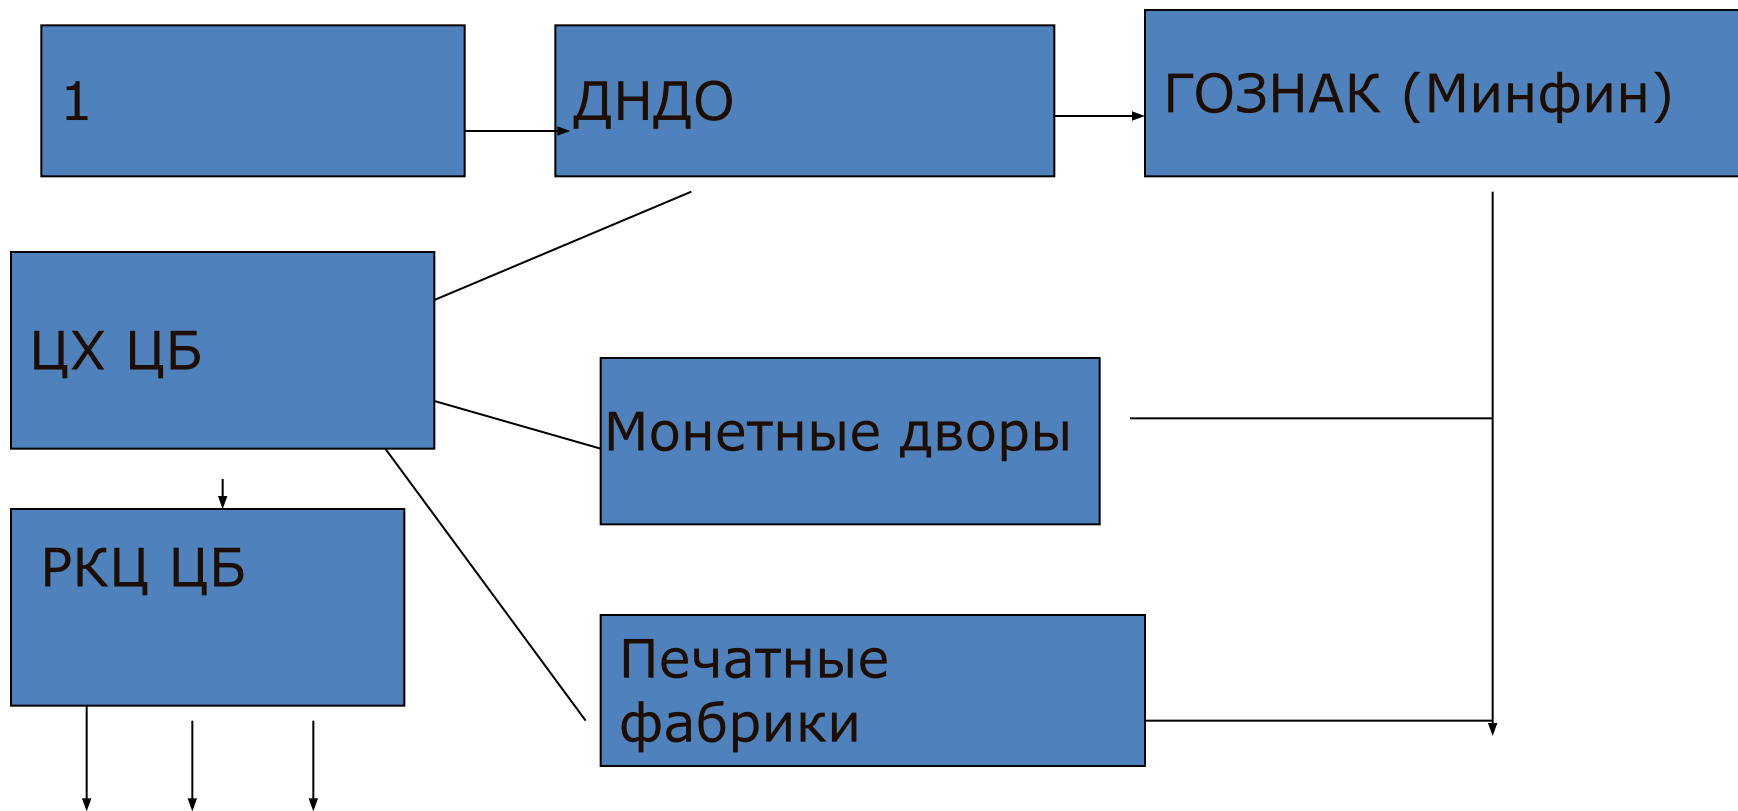 1
ДНДО
ГОЗНАК (Минфин)
ЦХ ЦБ
Монетные дворы
РКЦ ЦБ
Печатные
фабрики